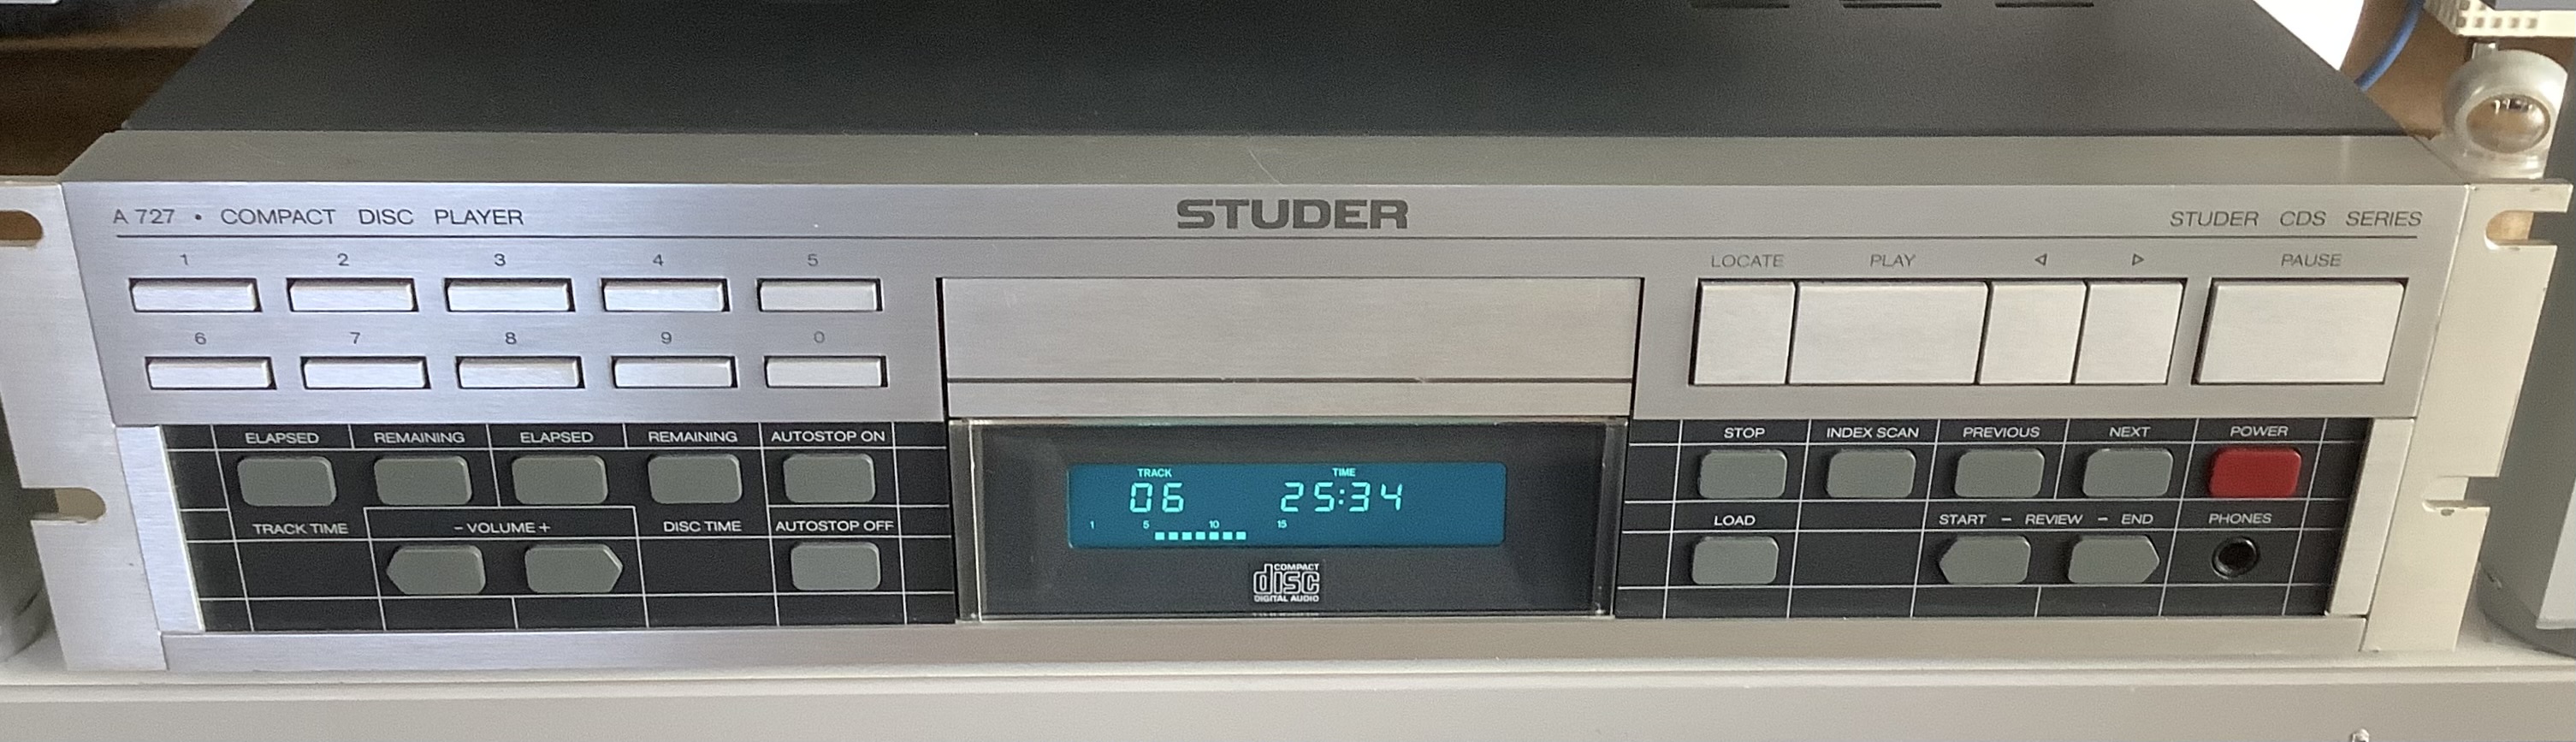 A 727 • COMPACT DISC PLAYER
STUDER
STUDER CDS SERIES
1 2 3 4 5
6 7 8 9 0
LOCATE PLAY ◁ ▷ PAUSE
ELAPSED REMAINING ELAPSED REMAINING AUTOSTOP ON
TRACK TIME – VOLUME + DISC TIME AUTOSTOP OFF
TRACK TIME
06 25:34
1 5 10 15
COMPACT
disc
DIGITAL AUDIO
STOP INDEX SCAN PREVIOUS NEXT POWER
LOAD START – REVIEW – END PHONES